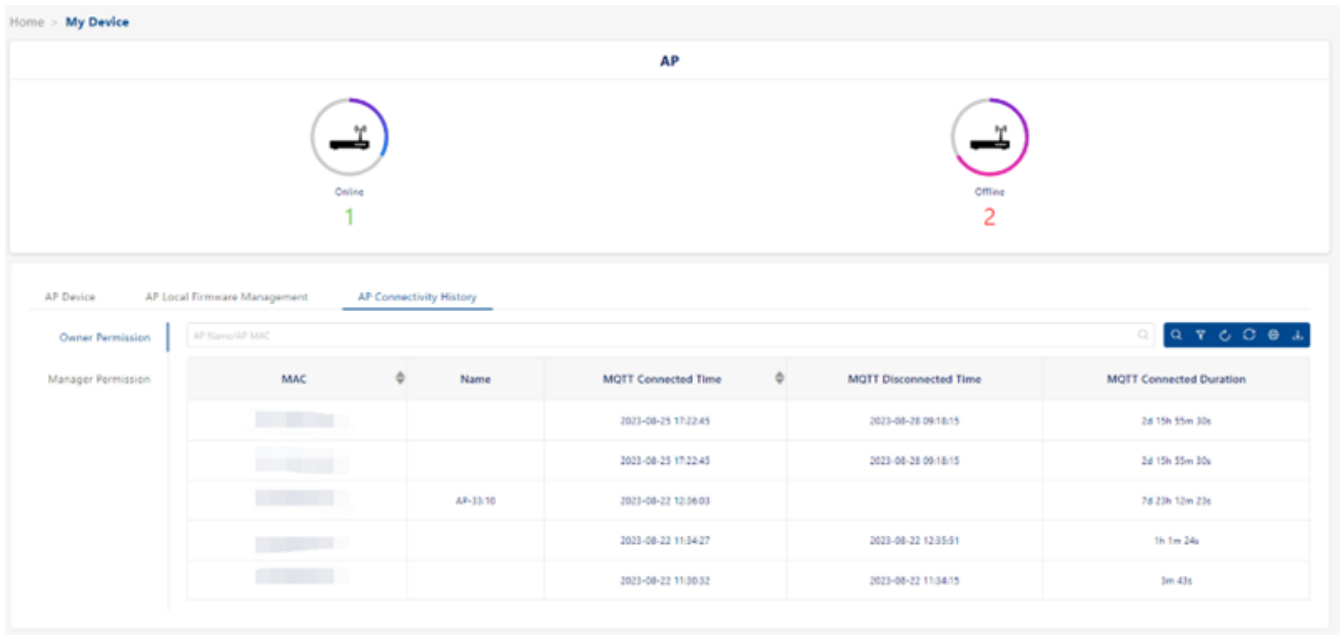 Home > My Device
AP
Online
1
Offline
2
AP Device AP Local Firmware Management AP Connectivity History
Owner Permission
AP Name/AP MAC
Manager Permission
MAC Name MQTT Connected Time MQTT Disconnected Time MQTT Connected Duration
2023-08-25 17:22:45 2023-08-28 09:18:15 2d 15h 55m 30s
2023-08-25 17:22:45 2023-08-28 09:18:15 2d 15h 55m 30s
AP-33:10 2023-08-22 12:36:03 7d 23h 12m 23s
2023-08-22 11:34:27 2023-08-22 12:35:51 1h 1m 24s
2023-08-22 11:30:32 2023-08-22 11:34:15 3m 43s